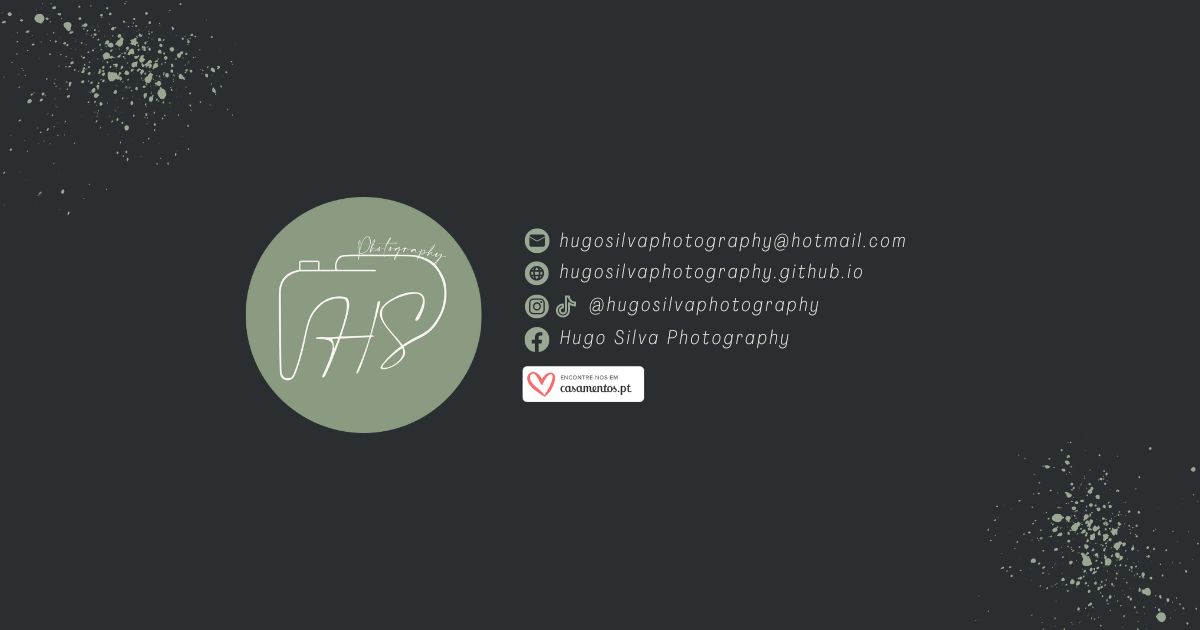 Photography
HS
hugosilvaphotography@hotmail.com
hugosilvaphotography.github.io
@hugosilvaphotography
Hugo Silva Photography
ENCONTRE NOS EM
casamentos.pt